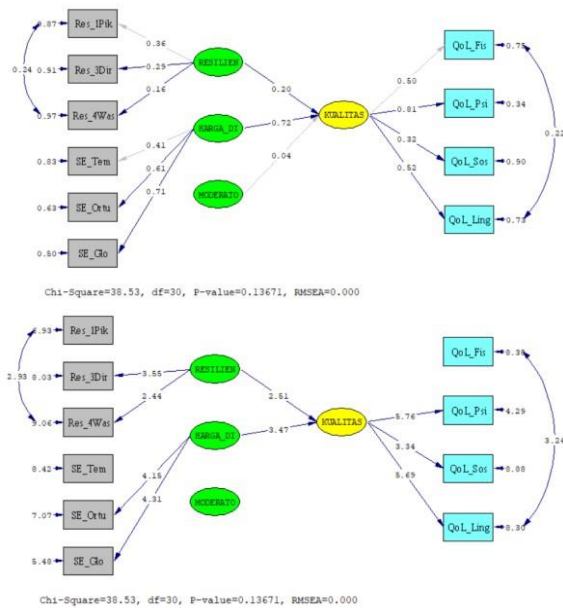 0.87 Res_1Pik 0.36 RESILIEN 0.50 QoL_Fis 0.75
0.91 Res_3Dir 0.29 0.20 0.81 QoL_Psi 0.34
0.24 0.97 Res_4Was 0.16 HARGA_DI 0.72 KUALITAS 0.32 0.22
0.83 SE_Tem 0.41 0.04 QoL_Sos 0.90
0.63 SE_Ortu 0.61 MODERATO 0.52 QoL_Ling 0.73
0.50 SE_Glo 0.71
Chi-Square=38.53, df=30, P-value=0.13671, RMSEA=0.000
.93 Res_1Pik QoL_Fis 8.38
2.93 8.03 Res_3Dir 3.55 RESILIEN 2.51 5.76 QoL_Psi 4.29
9.06 Res_4Was 2.44 HARGA_DI 3.47 KUALITAS 3.34 3.24
8.42 SE_Tem 4.15 5.69 QoL_Sos 8.88
7.07 SE_Ortu 4.31 MODERATO QoL_Ling 8.30
5.48 SE_Glo
Chi-Square=38.53, df=30, P-value=0.13671, RMSEA=0.000